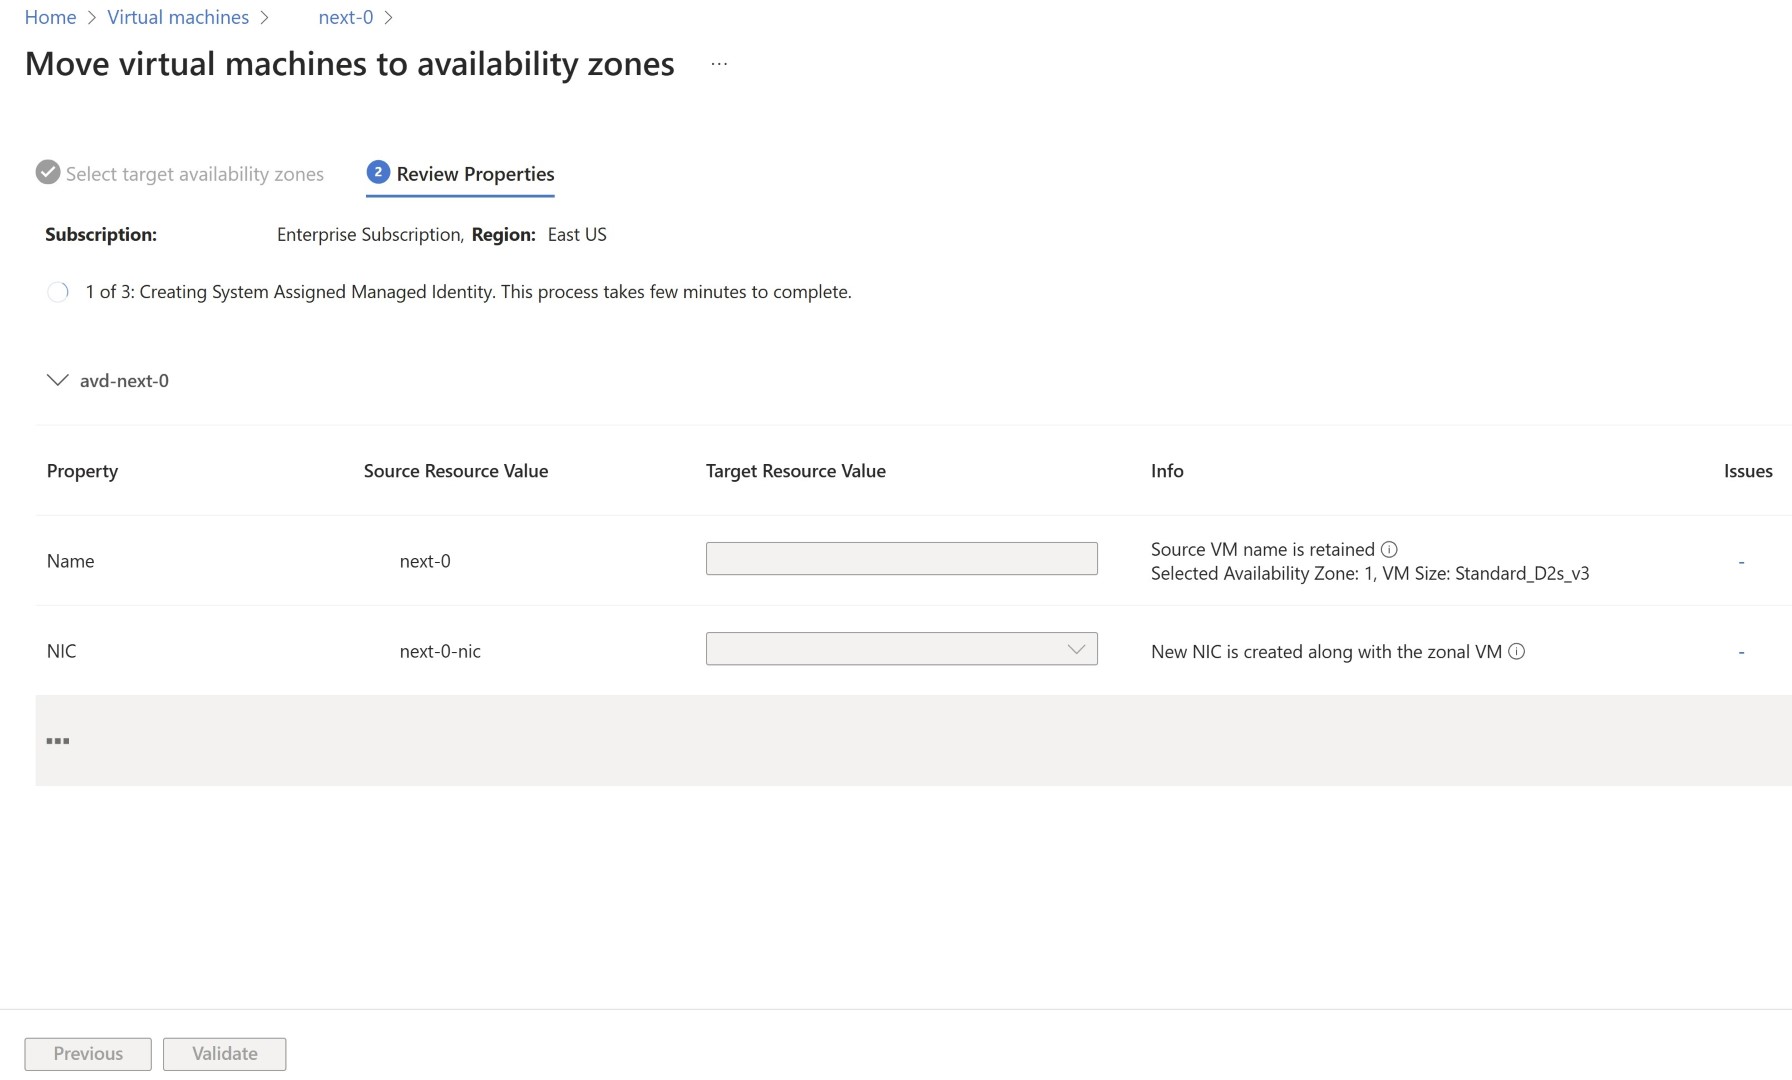 Home > Virtual machines > next-0 >
Move virtual machines to availability zones ...
Select target availability zones 2 Review Properties
Subscription: Enterprise Subscription, Region: East US
1 of 3: Creating System Assigned Managed Identity. This process takes few minutes to complete.
avd-next-0
Property Source Resource Value Target Resource Value Info Issues
Name next-0 Source VM name is retained
Selected Availability Zone: 1, VM Size: Standard_D2s_v3 -
NIC next-0-nic New NIC is created along with the zonal VM -
Previous Validate